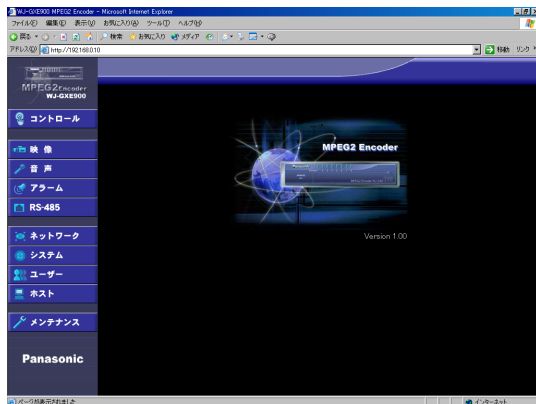 WJ-GXE900 MPEG2 Encoder - Microsoft Internet Explorer
ファイル(F) 編集(E) 表示(V) お気に入り(A) ツール(T) ヘルプ(H)
戻る 検索 お気に入り メディア
アドレス(D) http://192.168.0.10 移動 リンク
MPEG2Encoder
WJ-GXE900
コントロール
映 像
音 声
アラーム
RS-485
ネットワーク
システム
ユーザー
ホスト
メンテナンス
Panasonic
MPEG2 Encoder
Version 1.00
ページが表示されました インターネット